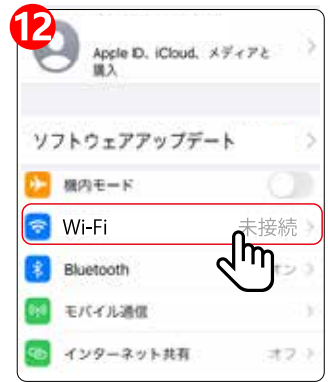 12
Apple ID、iCloud、メディアと
購入
ソフトウェアアップデート
機内モード
Wi-Fi 未接続
Bluetooth オン
モバイル通信
インターネット共有 オフ